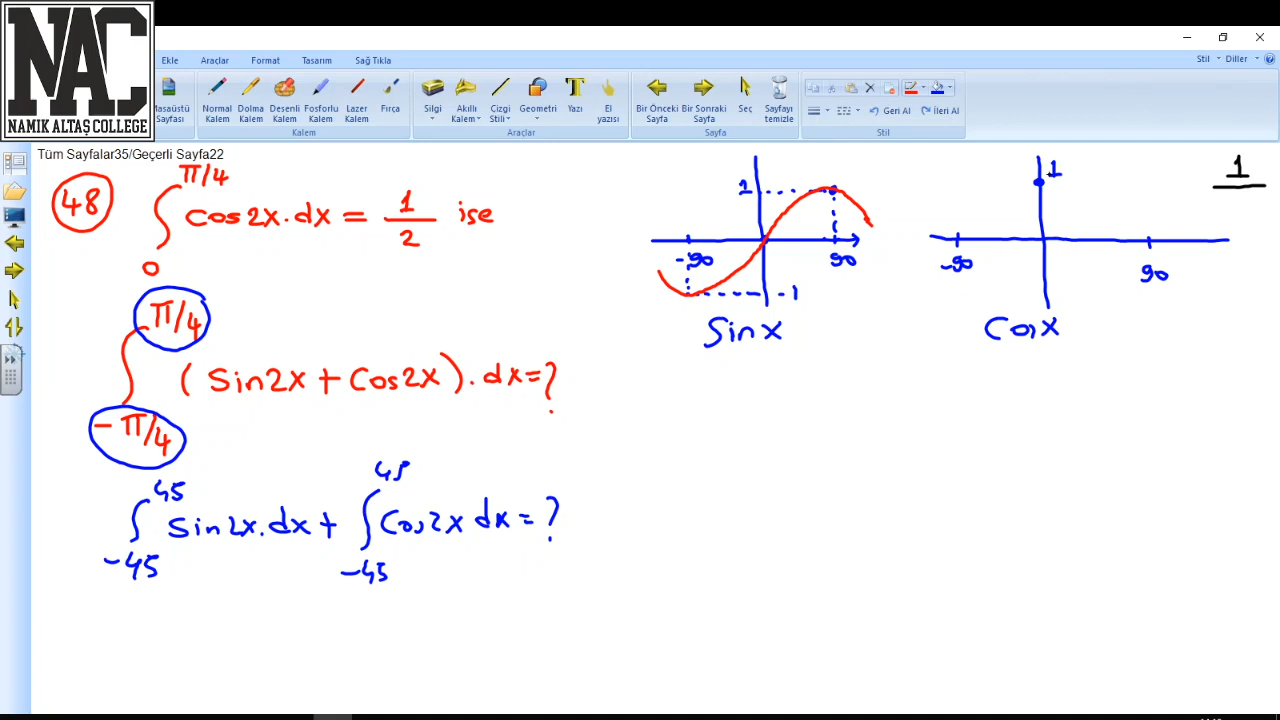 NAC
NAMIK ALTAŞ COLLEGE
Ekle Araçlar Format Tasarım Sağ Tıkla
Stil Diller
Masaüstü Sayfası
Normal Kalem
Dolma Kalem
Desenli Kalem
Fosforlu Kalem
Lazer Kalem
Fırça
Silgi
Akıllı Kalem
Çizgi Stili
Geometri
Yazı
El yazısı
Bir Önceki Sayfa
Bir Sonraki Sayfa
Seç
Sayfayı temizle
Geri Al
İleri Al
Kalem Araçlar Sayfa Stil
Tüm Sayfalar35/Geçerli Sayfa22
48
∫ 0 π/4 Cos2x.dx = 1/2 ise
∫ -π/4 π/4 (Sin2x + Cos2x).dx=?
∫ -45 45 Sin2x.dx + ∫ -45 45 Cos2x dx = ?
1
-90 90
-1
Sinx
1
-90 90
Cosx
1